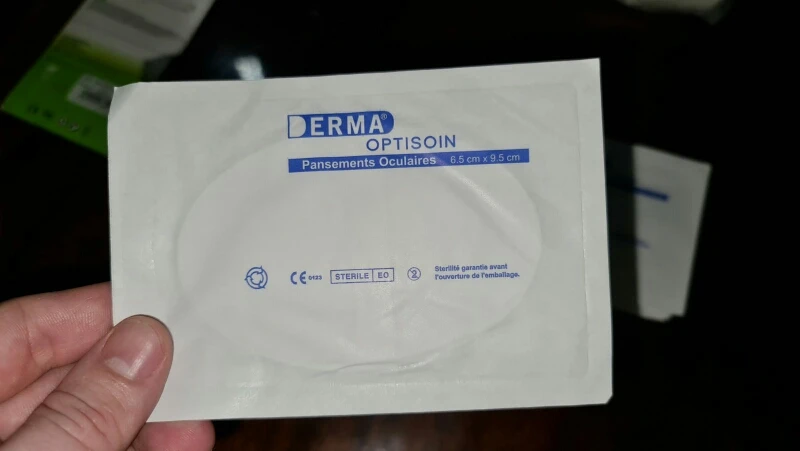 DERMA®
OPTISOIN
Pansements Oculaires 6.5 cm x 9.5 cm
CE 0123 STERILE EO 2 Stérilité garantie avant
l'ouverture de l'emballage.